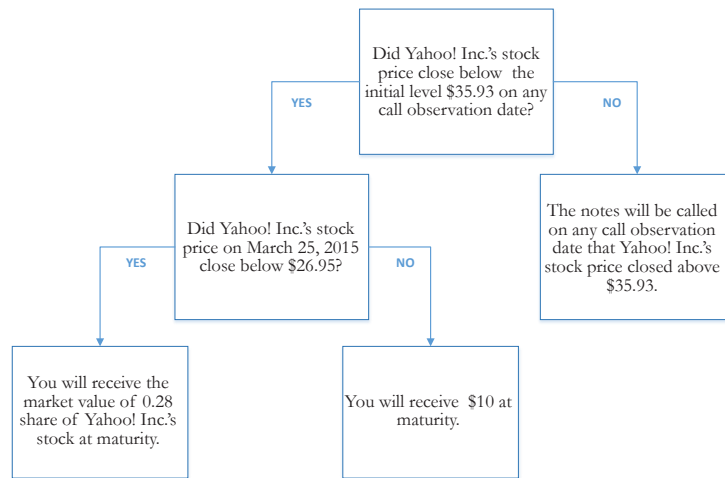 Did Yahoo! Inc.'s stock
price close below the
initial level $35.93 on any
call observation date?
YES
NO
Did Yahoo! Inc.'s stock
price on March 25, 2015
close below $26.95?
The notes will be called
on any call observation
date that Yahoo! Inc.'s
stock price closed above
$35.93.
YES
NO
You will receive the
market value of 0.28
share of Yahoo! Inc.'s
stock at maturity.
You will receive $10 at
maturity.